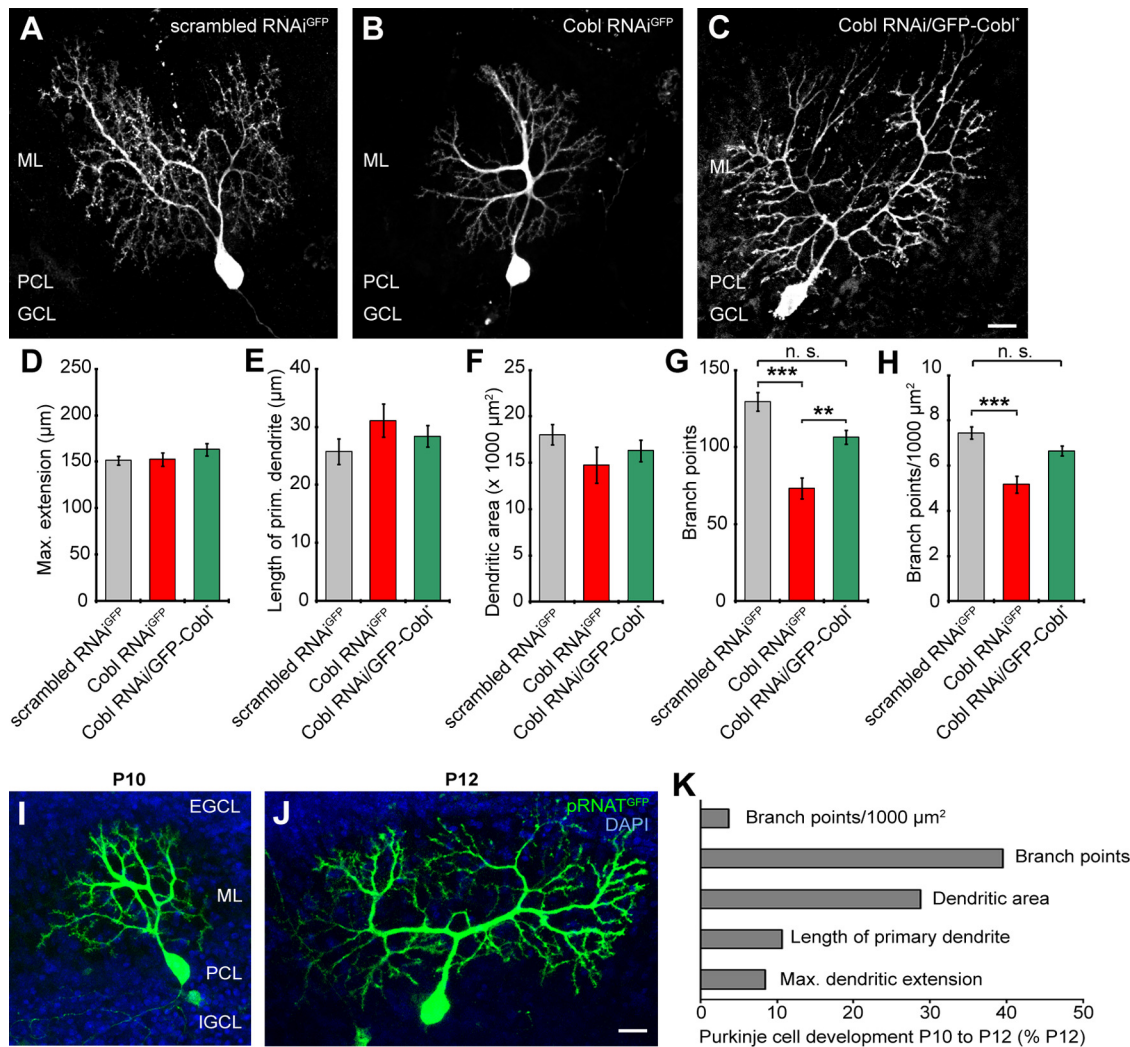 A
scrambled RNAi^GFP
ML
PCL
GCL
B
Cobl RNAi^GFP
ML
PCL
GCL
C
Cobl RNAi/GFP-Cobl*
ML
PCL
GCL
D
Max. extension (µm)
250
200
150
100
50
0
scrambled RNAi^GFP
Cobl RNAi^GFP
Cobl RNAi/GFP-Cobl*
E
Length of prim. dendrite (µm)
40
30
20
10
0
scrambled RNAi^GFP
Cobl RNAi^GFP
Cobl RNAi/GFP-Cobl*
F
Dendritic area (x 1000 µm²)
25
20
15
10
5
0
scrambled RNAi^GFP
Cobl RNAi^GFP
Cobl RNAi/GFP-Cobl*
G
n. s.
***
**
Branch points
150
100
50
0
scrambled RNAi^GFP
Cobl RNAi^GFP
Cobl RNAi/GFP-Cobl*
H
n. s.
***
Branch points/1000 µm²
10
8
6
4
2
0
scrambled RNAi^GFP
Cobl RNAi^GFP
Cobl RNAi/GFP-Cobl*
P10
I
EGCL
ML
PCL
IGCL
P12
J
pRNAT^GFP
DAPI
K
Branch points/1000 µm²
Branch points
Dendritic area
Length of primary dendrite
Max. dendritic extension
0 10 20 30 40 50
Purkinje cell development P10 to P12 (% P12)